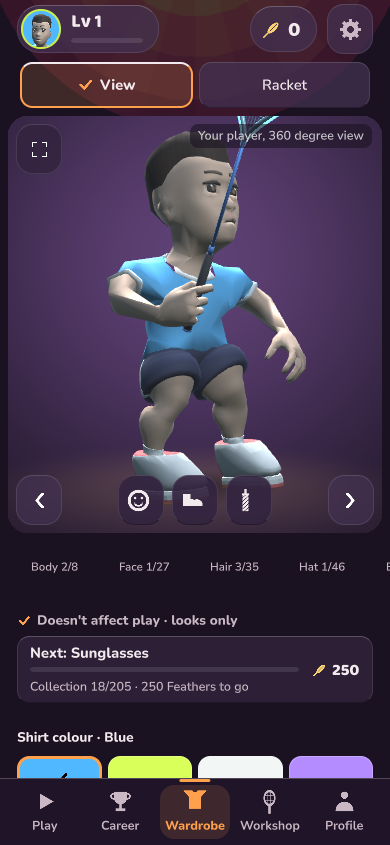 Lv 1
0
View
Racket
Your player, 360 degree view
Body 2/8
Face 1/27
Hair 3/35
Hat 1/46
Doesn't affect play · looks only
Next: Sunglasses
250
Collection 18/205 · 250 Feathers to go
Shirt colour · Blue
Play
Career
Wardrobe
Workshop
Profile